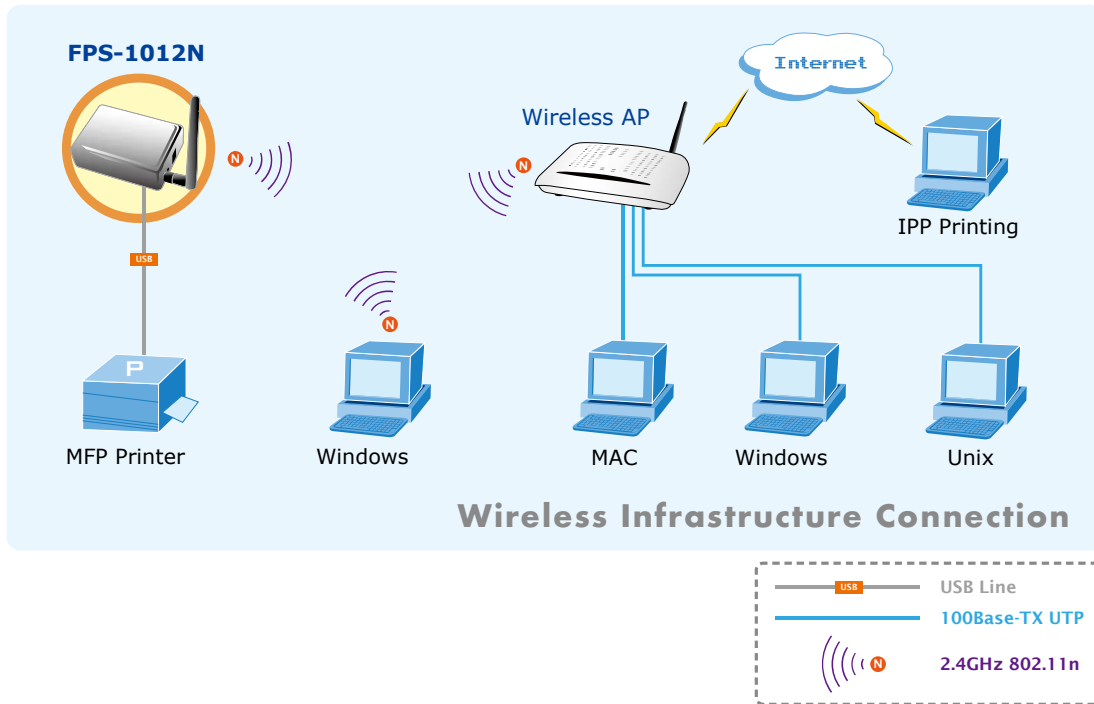 FPS-1012N
Internet
Wireless AP
N
N
IPP Printing
USB
N
P
MFP Printer
Windows
MAC
Windows
Unix
Wireless Infrastructure Connection
USB
USB Line
100Base-TX UTP
N
2.4GHz 802.11n